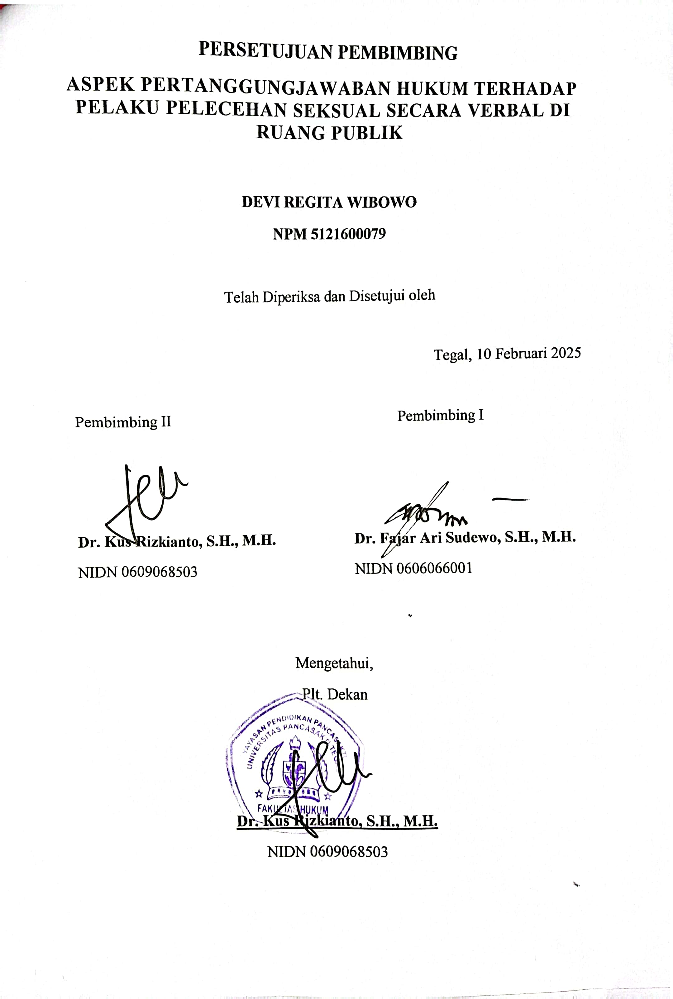 PERSETUJUAN PEMBIMBING
ASPEK PERTANGGUNGJAWABAN HUKUM TERHADAP
PELAKU PELECEHAN SEKSUAL SECARA VERBAL DI
RUANG PUBLIK
DEVI REGITA WIBOWO
NPM 5121600079
Telah Diperiksa dan Disetujui oleh
Tegal, 10 Februari 2025
Pembimbing II
Pembimbing I
Dr. Kus Rizkianto, S.H., M.H.
Dr. Fajar Ari Sudewo, S.H., M.H.
NIDN 0609068503
NIDN 0606066001
Mengetahui,
Plt. Dekan
YAYASAN PENDIDIKAN PANCASAKTI
UNIVERSITAS PANCASAKTI TEG
FAKULTAS HUKUM
Dr. Kus Rizkianto, S.H., M.H.
NIDN 0609068503